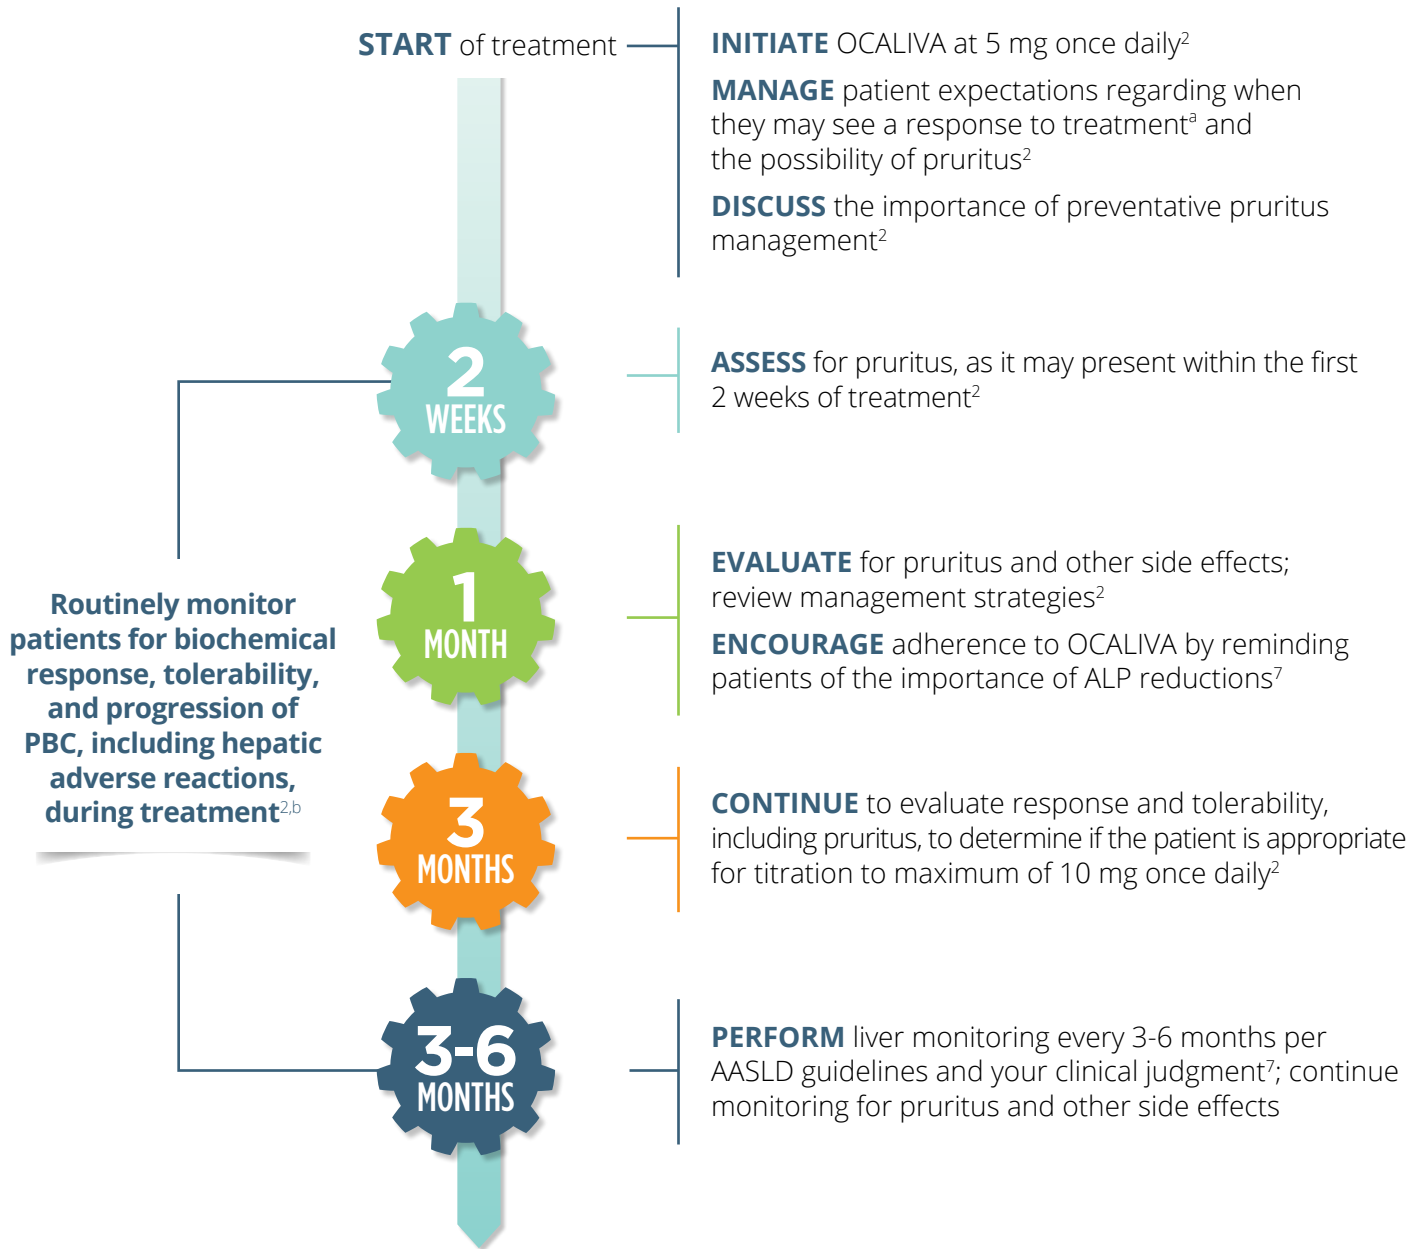 START of treatment
INITIATE OCALIVA at 5 mg once daily²
MANAGE patient expectations regarding when
they may see a response to treatmentᵃ and
the possibility of pruritus²
DISCUSS the importance of preventative pruritus
management²
2
WEEKS
ASSESS for pruritus, as it may present within the first
2 weeks of treatment²
Routinely monitor
patients for biochemical
response, tolerability,
and progression of
PBC, including hepatic
adverse reactions,
during treatment²,ᵇ
1
MONTH
EVALUATE for pruritus and other side effects;
review management strategies²
ENCOURAGE adherence to OCALIVA by reminding
patients of the importance of ALP reductions⁷
3
MONTHS
CONTINUE to evaluate response and tolerability,
including pruritus, to determine if the patient is appropriate
for titration to maximum of 10 mg once daily²
3-6
MONTHS
PERFORM liver monitoring every 3-6 months per
AASLD guidelines and your clinical judgment⁷; continue
monitoring for pruritus and other side effects